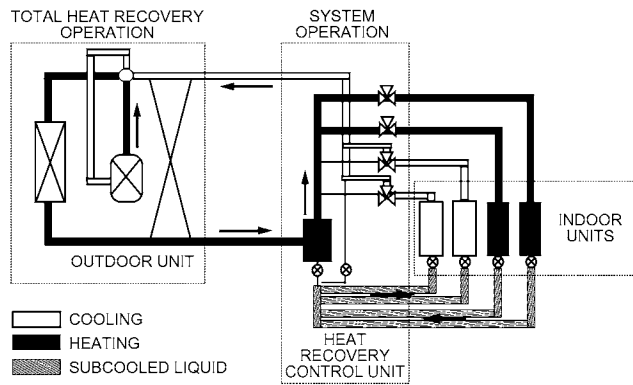 TOTAL HEAT RECOVERY
OPERATION
SYSTEM
OPERATION
OUTDOOR UNIT
INDOOR
UNITS
HEAT
RECOVERY
CONTROL UNIT
COOLING
HEATING
SUBCOOLED LIQUID